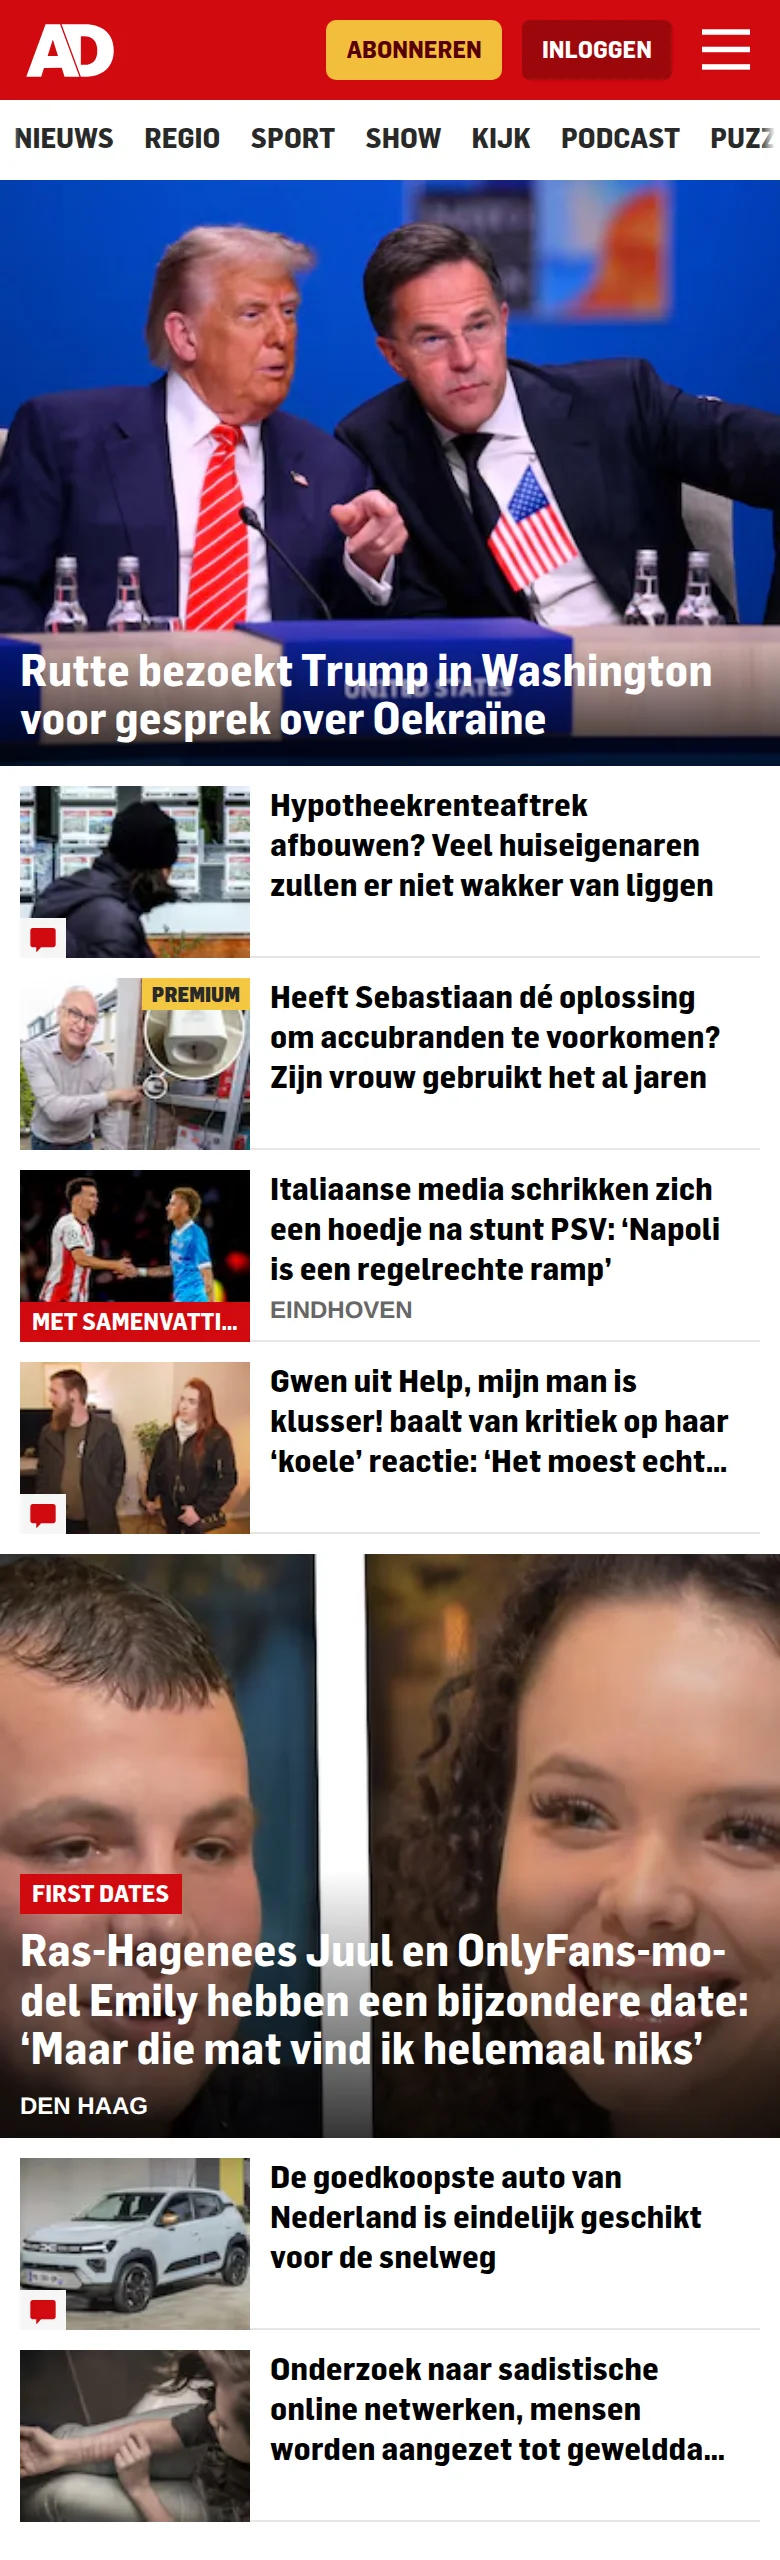 AD
ABONNEREN
INLOGGEN
NIEUWS REGIO SPORT SHOW KIJK PODCAST PUZZ
UNITED STATES
Rutte bezoekt Trump in Washington
voor gesprek over Oekraïne
Hypotheekrenteaftrek
afbouwen? Veel huiseigenaren
zullen er niet wakker van liggen
PREMIUM
Heeft Sebastiaan dé oplossing
om accubranden te voorkomen?
Zijn vrouw gebruikt het al jaren
MET SAMENVATTI...
Italiaanse media schrikken zich
een hoedje na stunt PSV: ‘Napoli
is een regelrechte ramp’
EINDHOVEN
Gwen uit Help, mijn man is
klusser! baalt van kritiek op haar
‘koele’ reactie: ‘Het moest echt...
FIRST DATES
Ras-Hagenees Juul en OnlyFans-mo-
del Emily hebben een bijzondere date:
‘Maar die mat vind ik helemaal niks’
DEN HAAG
De goedkoopste auto van
Nederland is eindelijk geschikt
voor de snelweg
Onderzoek naar sadistische
online netwerken, mensen
worden aangezet tot geweldda...